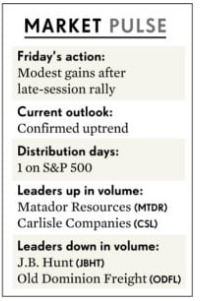 MARKET PULSE
Friday's action:
Modest gains after
late-session rally
Current outlook:
Confirmed uptrend
Distribution days:
1 on S&P 500
Leaders up in volume:
Matador Resources (MTDR)
Carlisle Companies (CSL)
Leaders down in volume:
J.B. Hunt (JBHT)
Old Dominion Freight (ODFL)